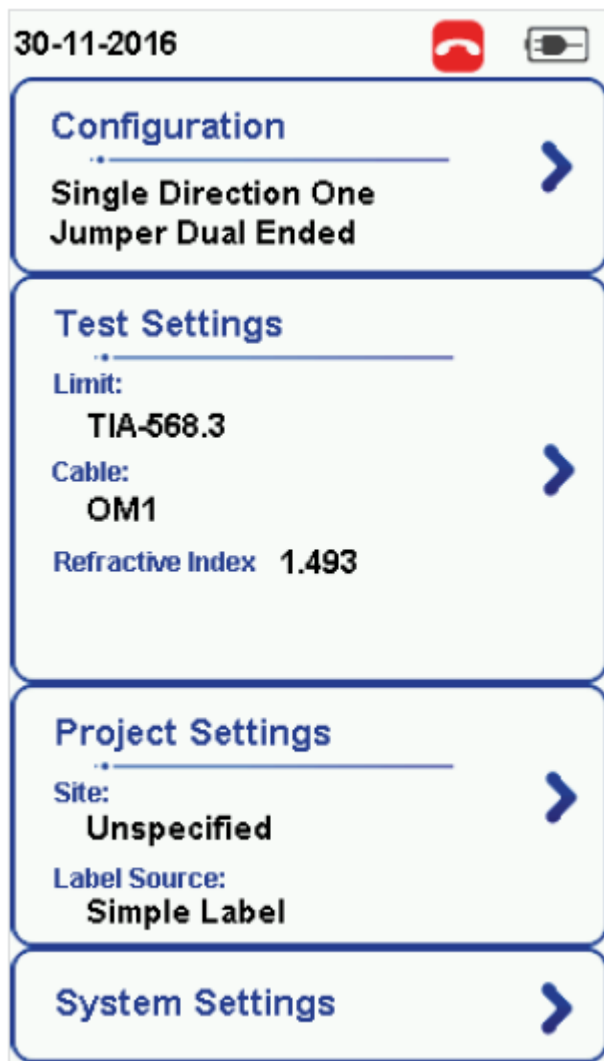 30-11-2016
Configuration
Single Direction One
Jumper Dual Ended
Test Settings
Limit:
TIA-568.3
Cable:
OM1
Refractive Index 1.493
Project Settings
Site:
Unspecified
Label Source:
Simple Label
System Settings